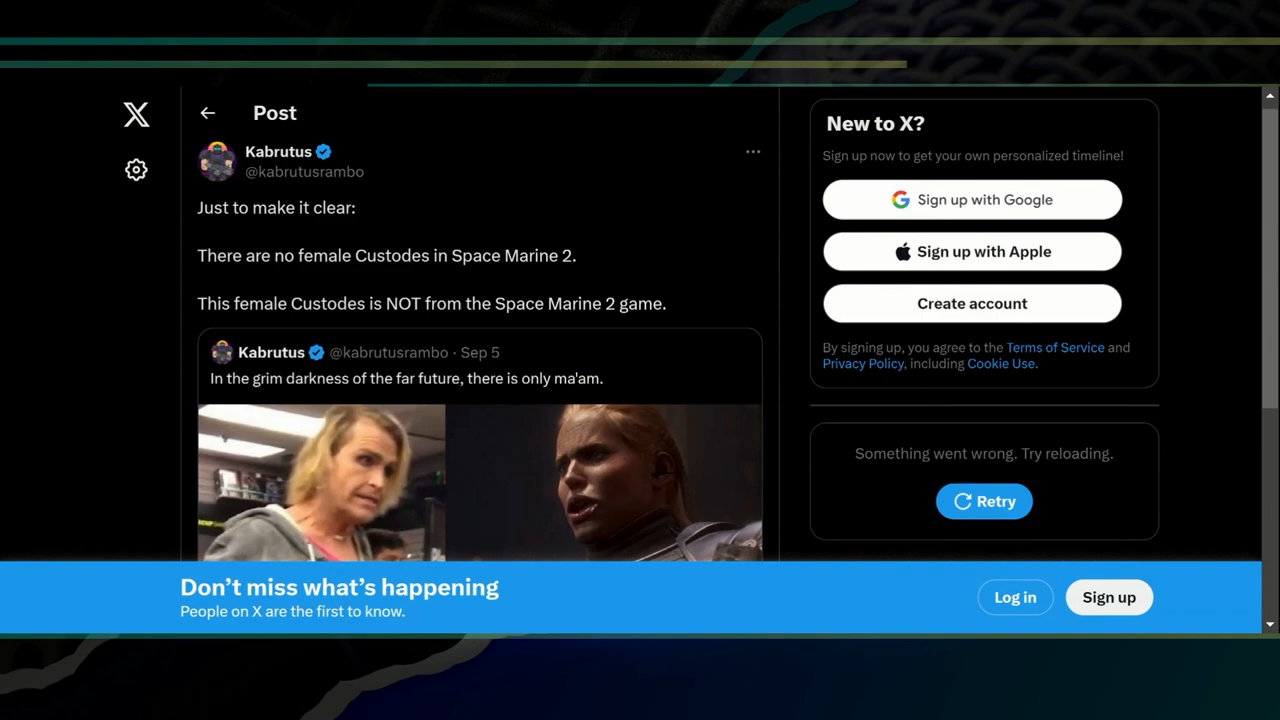 Post
Kabrutus
@kabrutusrambo
Just to make it clear:
There are no female Custodes in Space Marine 2.
This female Custodes is NOT from the Space Marine 2 game.
Kabrutus @kabrutusrambo · Sep 5
In the grim darkness of the far future, there is only ma'am.
New to X?
Sign up now to get your own personalized timeline!
Sign up with Google
Sign up with Apple
Create account
By signing up, you agree to the Terms of Service and
Privacy Policy, including Cookie Use.
Something went wrong. Try reloading.
Retry
Don’t miss what’s happening
People on X are the first to know.
Log in
Sign up